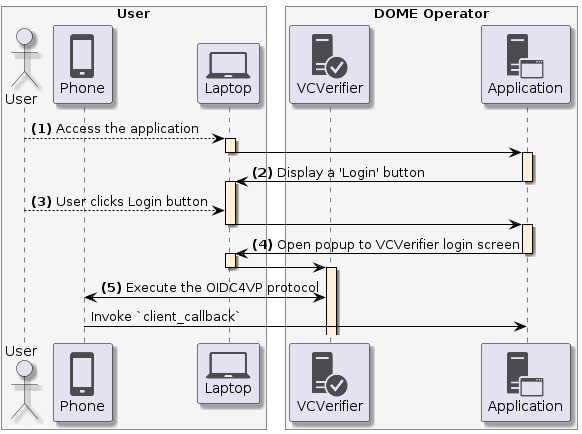 User
DOME Operator
User
Phone
Laptop
VCVerifier
Application
(1) Access the application
(2) Display a 'Login' button
(3) User clicks Login button
(4) Open popup to VCVerifier login screen
(5) Execute the OIDC4VP protocol
Invoke `client_callback`
User
Phone
Laptop
VCVerifier
Application